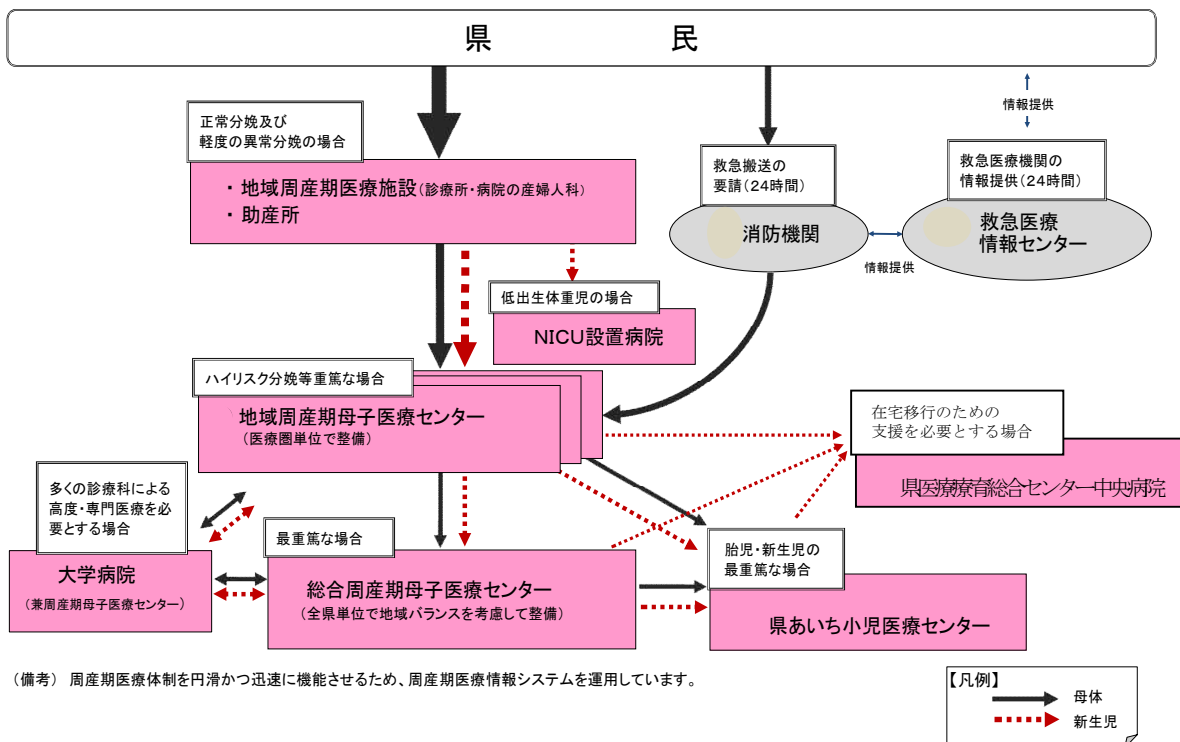 県 民
情報提供
正常分娩及び
軽度の異常分娩の場合
・地域周産期医療施設(診療所・病院の産婦人科)
・助産所
救急搬送の
要請(24時間)
消防機関
救急医療機関の
情報提供(24時間)
救急医療
情報センター
情報提供
低出生体重児の場合
NICU設置病院
ハイリスク分娩等重篤な場合
地域周産期母子医療センター
(医療圏単位で整備)
在宅移行のための
支援を必要とする場合
県医療療育総合センター中央病院
多くの診療科による
高度・専門医療を必
要とする場合
大学病院
(兼周産期母子医療センター)
最重篤な場合
総合周産期母子医療センター
(全県単位で地域バランスを考慮して整備)
胎児・新生児の
最重篤な場合
県あいち小児医療センター
(備考) 周産期医療体制を円滑かつ迅速に機能させるため、周産期医療情報システムを運用しています。
【凡例】
母体
新生児